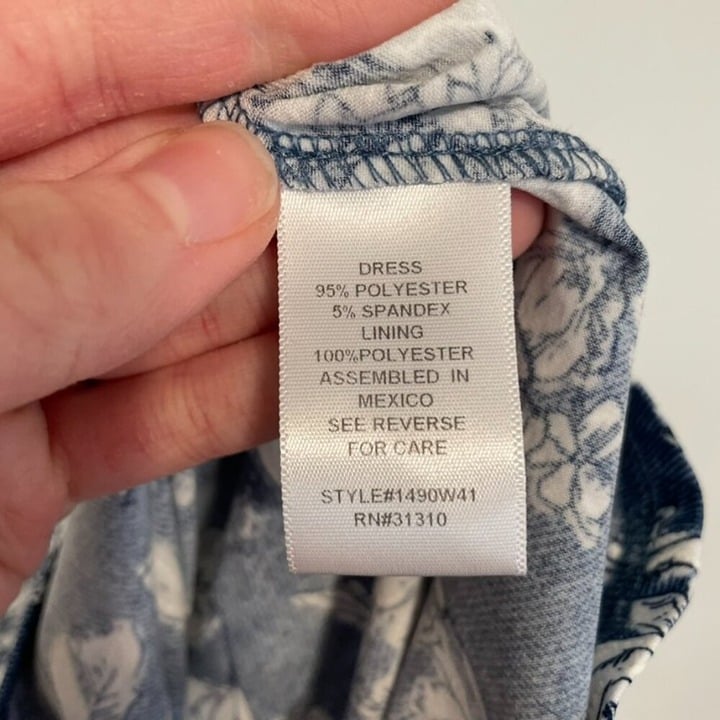 DRESS
95% POLYESTER
5% SPANDEX
LINING
100%POLYESTER
ASSEMBLED IN
MEXICO
SEE REVERSE
FOR CARE
STYLE#1490W41
RN#31310